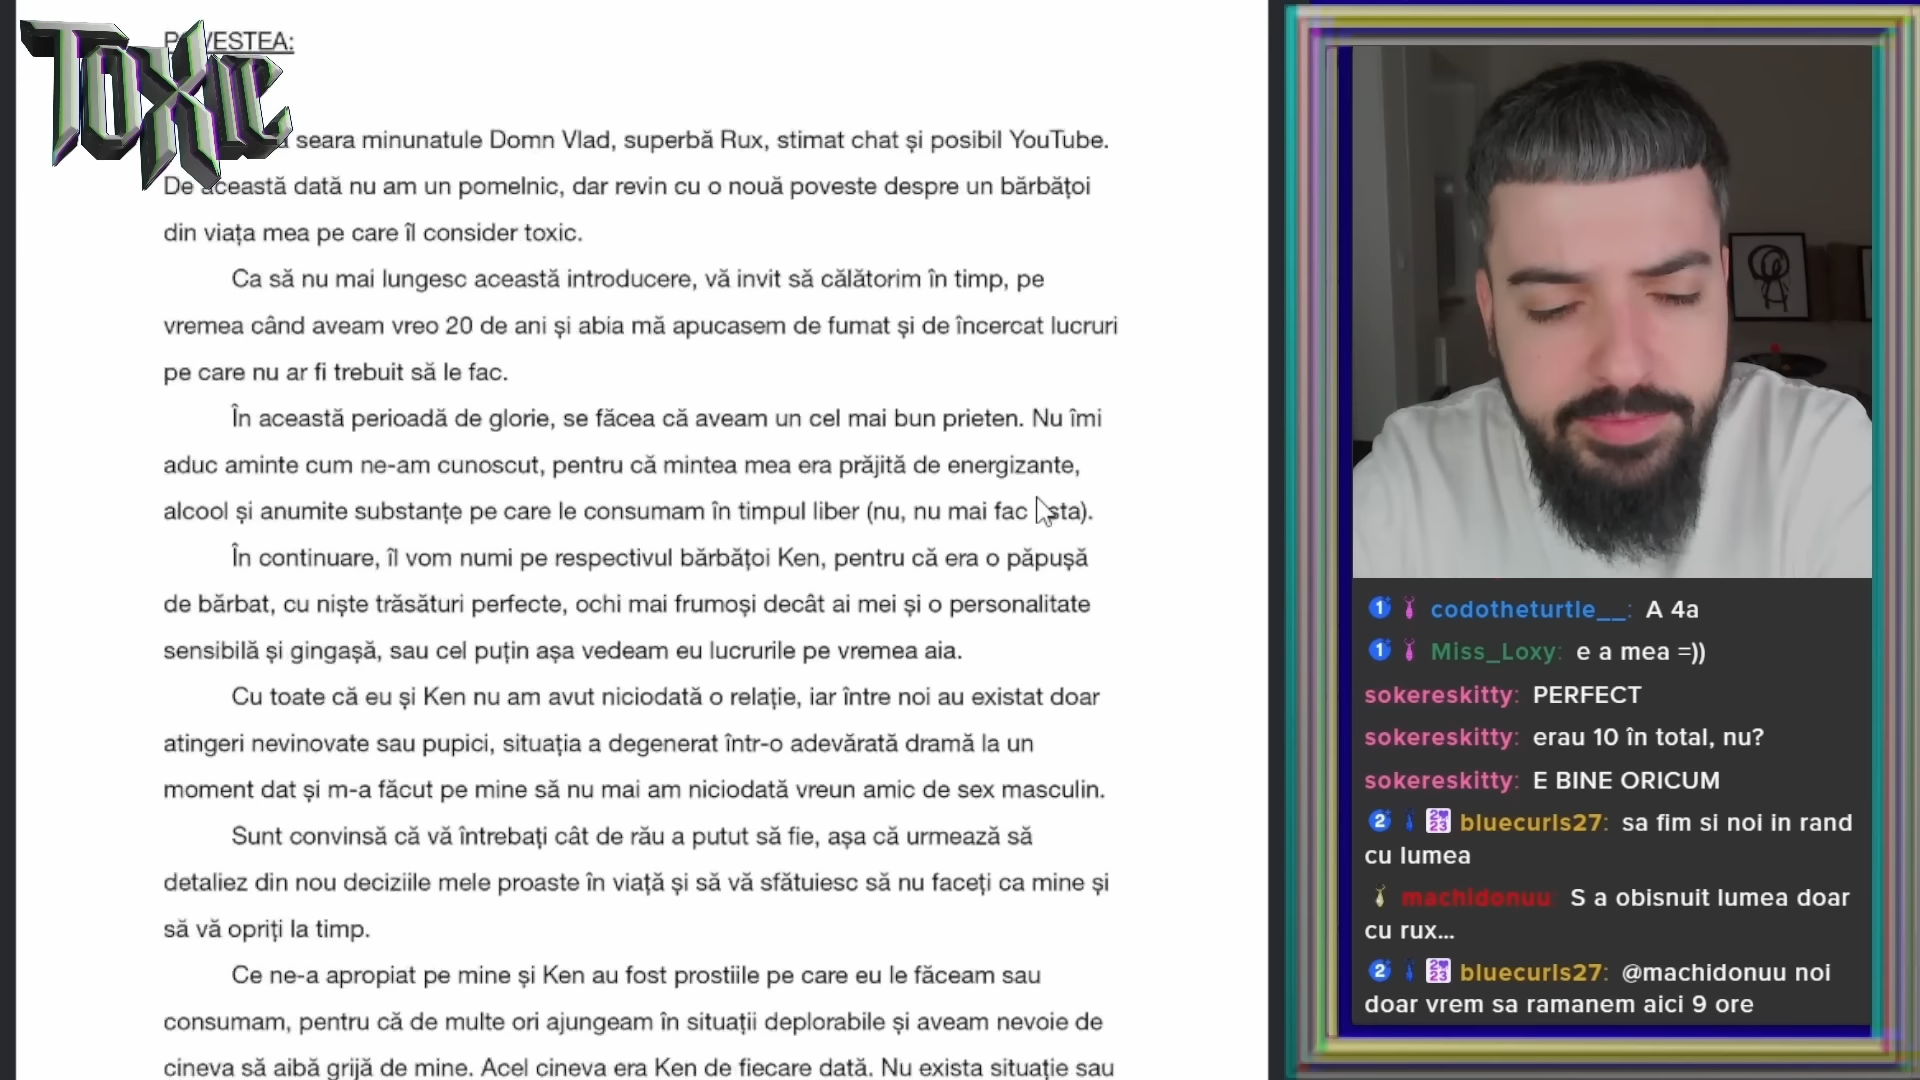 TOXIC
POVESTEA:
seara minunatule Domn Vlad, superbă Rux, stimat chat și posibil YouTube.
De această dată nu am un pomelnic, dar revin cu o nouă poveste despre un bărbățoi
din viața mea pe care îl consider toxic.
Ca să nu mai lungesc această introducere, vă invit să călătorim în timp, pe
vremea când aveam vreo 20 de ani și abia mă apucasem de fumat și de încercat lucruri
pe care nu ar fi trebuit să le fac.
În această perioadă de glorie, se făcea că aveam un cel mai bun prieten. Nu îmi
aduc aminte cum ne-am cunoscut, pentru că mintea mea era prăjită de energizante,
alcool și anumite substanțe pe care le consumam în timpul liber (nu, nu mai fac asta).
În continuare, îl vom numi pe respectivul bărbățoi Ken, pentru că era o păpușă
de bărbat, cu niște trăsături perfecte, ochi mai frumoși decât ai mei și o personalitate
sensibilă și gingașă, sau cel puțin așa vedeam eu lucrurile pe vremea aia.
Cu toate că eu și Ken nu am avut niciodată o relație, iar între noi au existat doar
atingeri nevinovate sau pupici, situația a degenerat într-o adevărată dramă la un
moment dat și m-a făcut pe mine să nu mai am niciodată vreun amic de sex masculin.
Sunt convinsă că vă întrebați cât de rău a putut să fie, așa că urmează să
detaliez din nou deciziile mele proaste în viață și să vă sfătuiesc să nu faceți ca mine și
să vă opriți la timp.
Ce ne-a apropiat pe mine și Ken au fost prostiile pe care eu le făceam sau
consumam, pentru că de multe ori ajungeam în situații deplorabile și aveam nevoie de
cineva să aibă grijă de mine. Acel cineva era Ken de fiecare dată. Nu exista situație sau
codotheturtle__: A 4a
Miss_Loxy: e a mea =))
sokereskitty: PERFECT
sokereskitty: erau 10 în total, nu?
sokereskitty: E BINE ORICUM
bluecurls27: sa fim si noi in rand
cu lumea
machidonuu: S a obisnuit lumea doar
cu rux...
bluecurls27: @machidonuu noi
doar vrem sa ramanem aici 9 ore